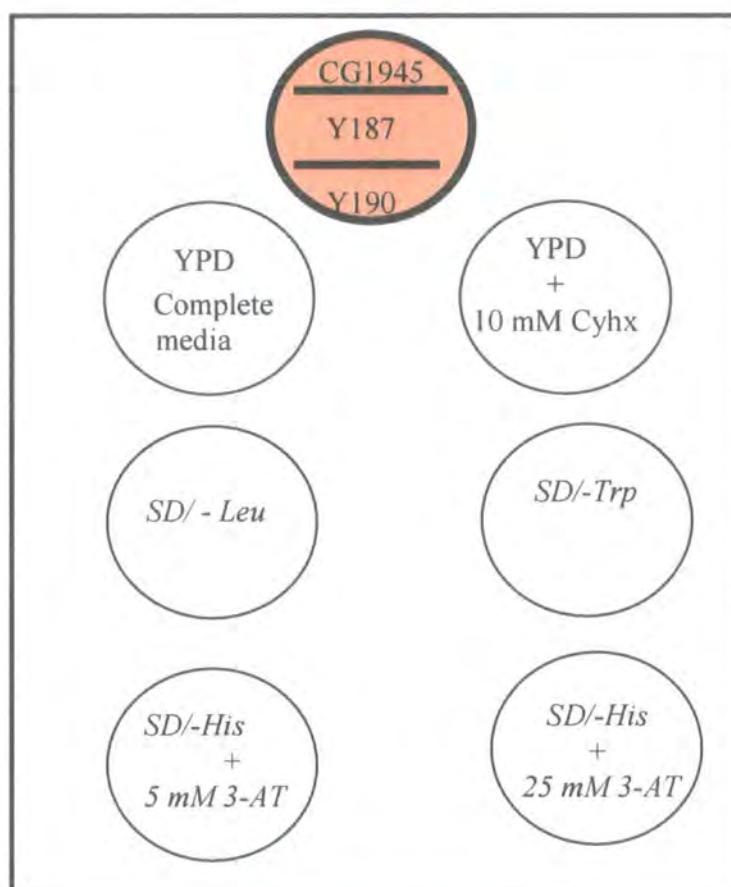 CG1945
Y187
Y190
YPD
Complete
media
YPD
+
10 mM Cyhx
SD/ - Leu
SD/-Trp
SD/-His
+
5 mM 3-AT
SD/-His
+
25 mM 3-AT